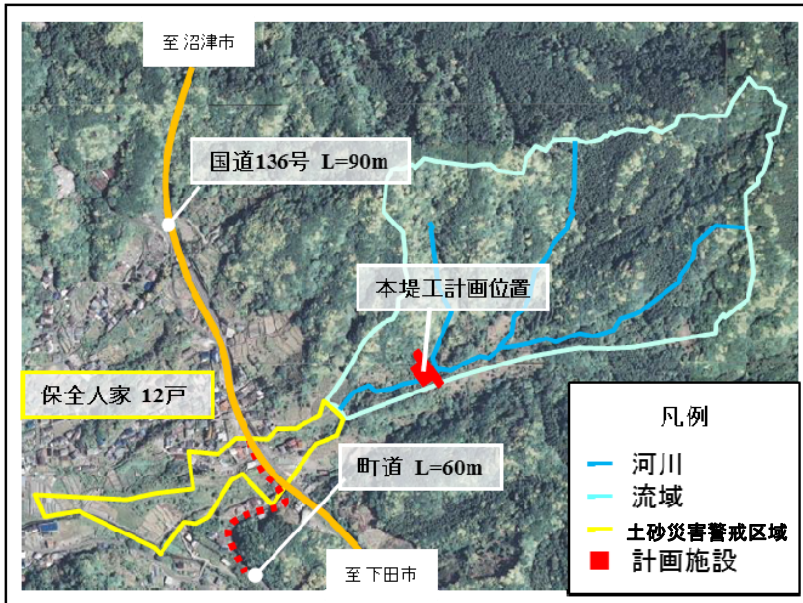 至 沼津市
国道136号 L=90m
本堤工計画位置
保全人家 12戸
町道 L=60m
至 下田市
凡例
河川
流域
土砂災害警戒区域
計画施設